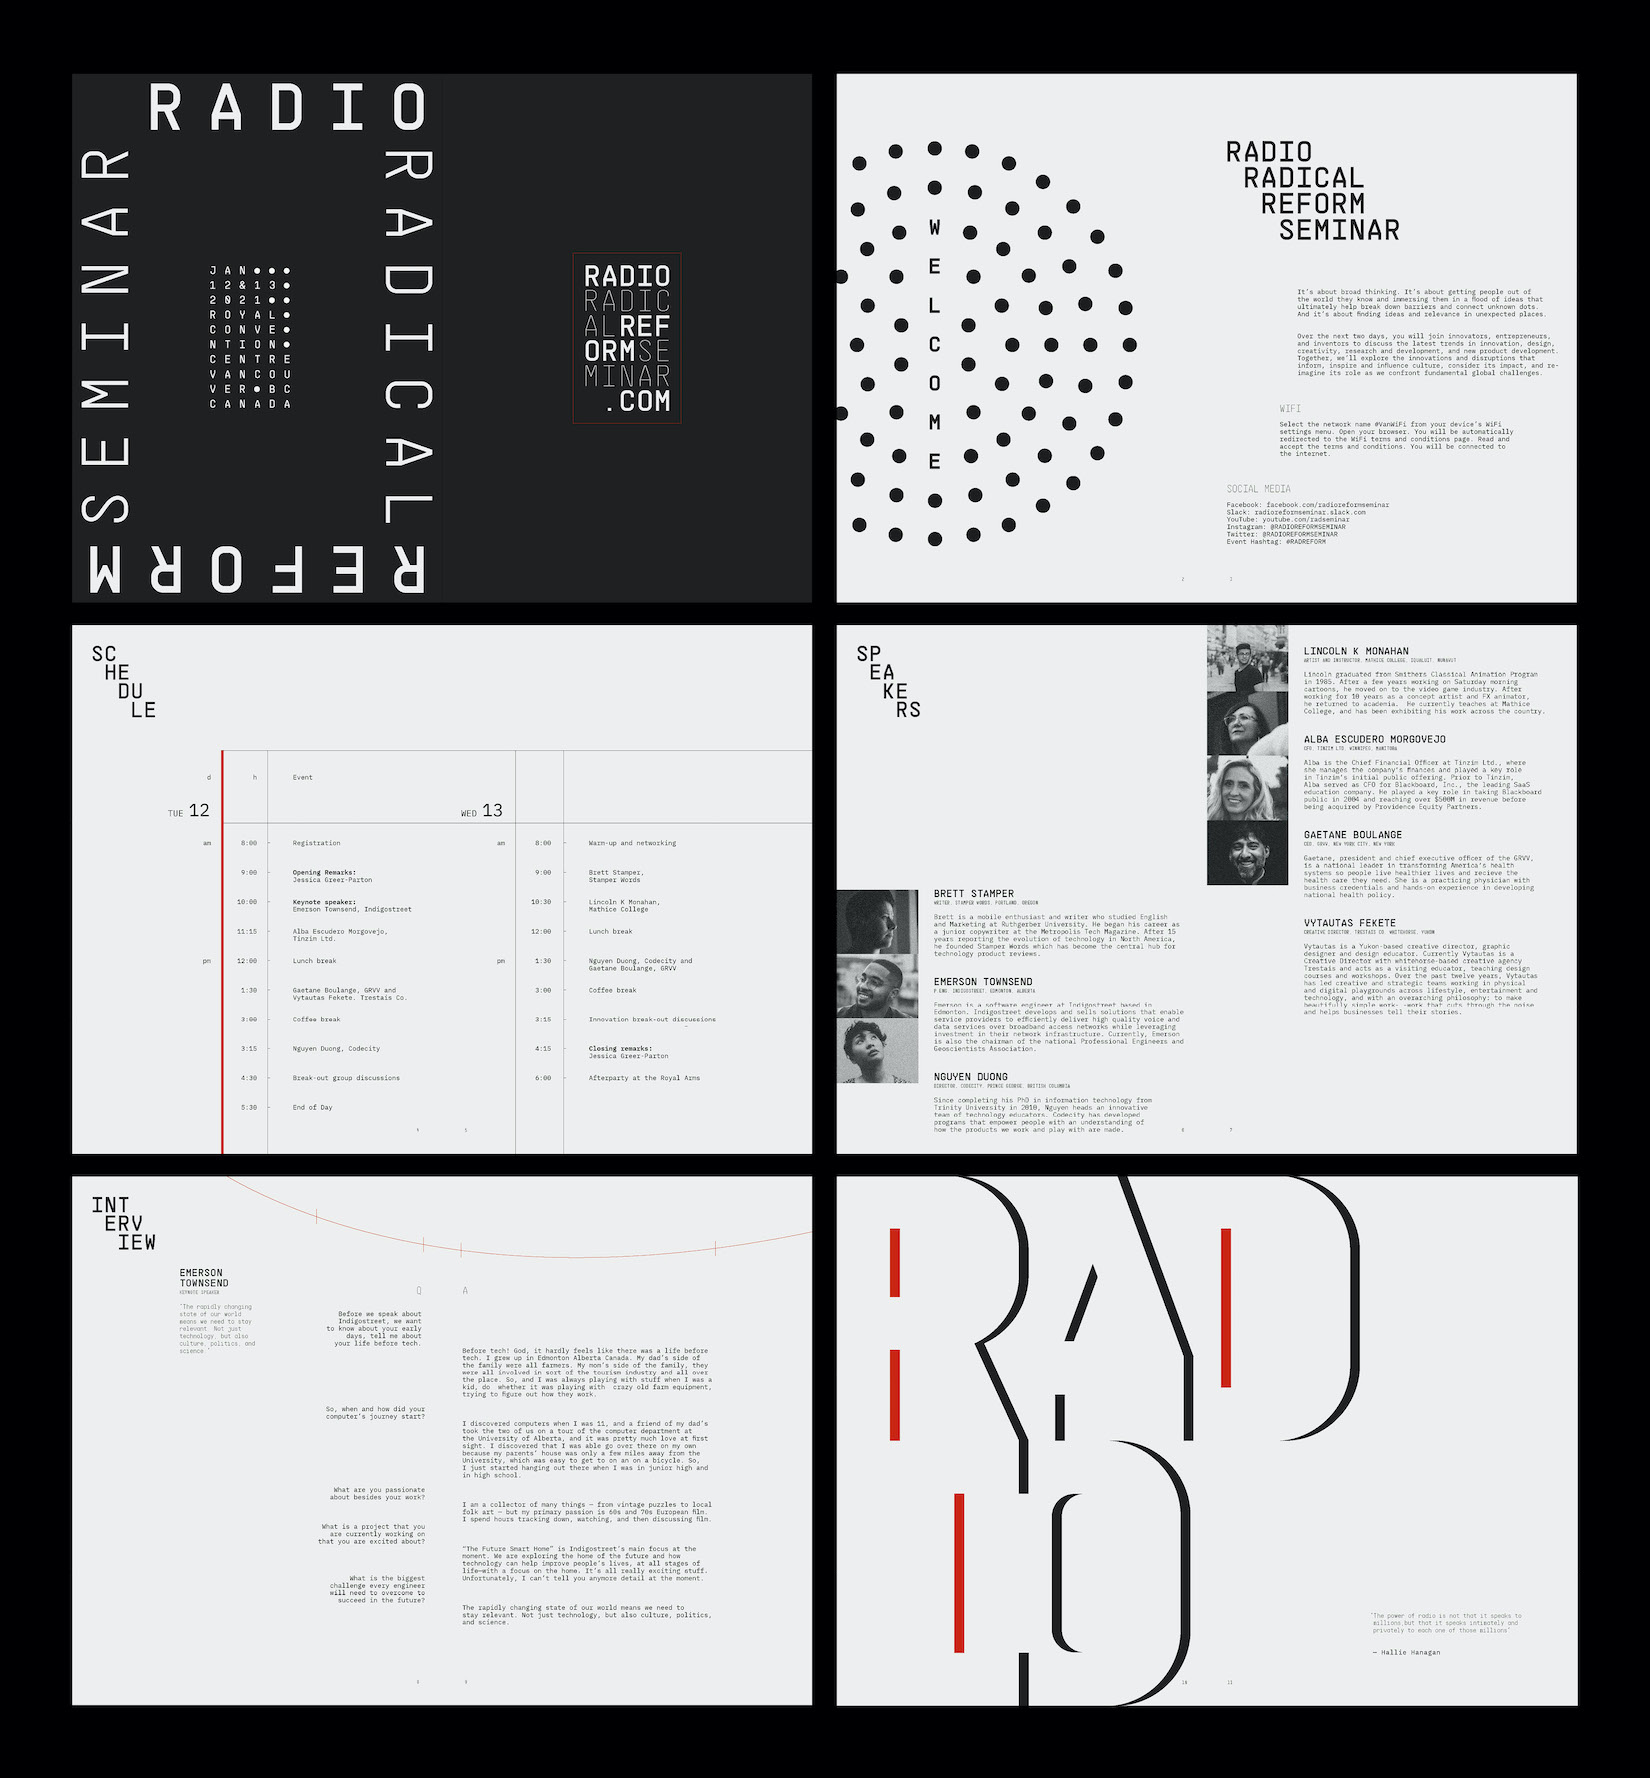 RADIO
RADICAL
REFORM
SEMINAR
JAN
12&13
2021
ROYAL
CONVE
NTION
CENTRE
VANCOU
VER BC
CANADA
RADIO
RADIC
ALREF
ORMSE
MINAR
.COM
WELCOME
RADIO
RADICAL
REFORM
SEMINAR
It's about broad thinking. It's about getting people out of
the world they know and immersing them in a flood of ideas that
ultimately help break down barriers and connect unknown dots.
And it's about finding ideas and relevance in unexpected places.
Over the next two days, you will join innovators, entrepreneurs,
and inventors to discuss the latest trends in innovation, design,
creativity, research and development, and new product development.
Together, we'll explore the innovations and disruptions that
inform, inspire and influence culture, consider its impact, and re-
imagine its role as we confront fundamental global challenges.
WIFI
Select the network name #VanWiFi from your device's WiFi
settings menu. Open your browser. You will be automatically
redirected to the WiFi terms and conditions page. Read and
accept the terms and conditions. You will be connected to
the internet.
SOCIAL MEDIA
Facebook: facebook.com/radioreformseminar
Slack: radioreformseminar.slack.com
YouTube: youtube.com/radseminar
Instagram: @RADIOREFORMSEMINAR
Twitter: @RADIOREFORMSEMINAR
Event Hashtag: #RADREFORM
SC
HE
DU
LE
d h Event
TUE 12
am 8:00 Registration
9:00 Opening Remarks:
Jessica Greer-Parton
10:00 Keynote speaker:
Emerson Townsend, Indigostreet
11:15 Alba Escudero Morgovejo,
Tinzin Ltd.
pm 12:00 Lunch break
1:30 Gaetane Boulange, GRVV and
Vytautas Fekete. Trestais Co.
3:00 Coffee break
3:15 Nguyen Duong, Codecity
4:30 Break-out group discussions
5:30 End of Day
WED 13
am 8:00 Warm-up and networking
9:00 Brett Stamper,
Stamper Words
10:30 Lincoln K Monahan,
Mathice College
12:00 Lunch break
pm 1:30 Nguyen Duong, Codecity and
Gaetane Boulange, GRVV
3:00 Coffee break
3:15 Innovation break-out discussions
4:15 Closing remarks:
Jessica Greer-Parton
6:00 Afterparty at the Royal Arms
4 5
SP
EA
KE
RS
BRETT STAMPER
WRITER, STAMPER WORDS, PORTLAND, OREGON
Brett is a mobile enthusiast and writer who studied English
and Marketing at Ruthgerber University. He began his career as
a junior copywriter at the Metropolis Tech Magazine. After 15
years reporting the evolution of technology in North America,
he founded Stamper Words which has become the central hub for
technology product reviews.
EMERSON TOWNSEND
P.ENG, INDIGOSTREET, EDMONTON, ALBERTA
Emerson is a software engineer at Indigostreet based in
Edmonton. Indigostreet develops and sells solutions that enable
service providers to efficiently deliver high quality voice and
data services over broadband access networks while leveraging
investment in their network infrastructure. Currently, Emerson
is also the chairman of the national Professional Engineers and
Geoscientists Association.
NGUYEN DUONG
DIRECTOR, CODECITY, PRINCE GEORGE, BRITISH COLUMBIA
Since completing his PhD in information technology from
Trinity University in 2010, Nguyen heads an innovative
team of technology educators. Codecity has developed
programs that empower people with an understanding of
how the products we work and play with are made.
LINCOLN K MONAHAN
ARTIST AND INSTRUCTOR, MATHICE COLLEGE, IQUALUIT, NUNAVUT
Lincoln graduated from Smithers Classical Animation Program
in 1985. After a few years working on Saturday morning
cartoons, he moved on to the video game industry. After
working for 10 years as a concept artist and FX animator,
he returned to academia. He currently teaches at Mathice
College, and has been exhibiting his work across the country.
ALBA ESCUDERO MORGOVEJO
CFO, TINZIN LTD, WINNIPEG, MANITOBA
Alba is the Chief Financial Officer at Tinzin Ltd., where
she manages the company's finances and played a key role
in Tinzin's initial public offering. Prior to Tinzin,
Alba served as CFO for Blackboard, Inc., the leading SaaS
education company. He played a key role in taking Blackboard
public in 2004 and reaching over $500M in revenue before
being acquired by Providence Equity Partners.
GAETANE BOULANGE
CEO, GRVV, NEW YORK CITY, NEW YORK
Gaetane, president and chief executive officer of the GRVV,
is a national leader in transforming America's health
systems so people live healthier lives and recieve the
health care they need. She is a practicing physician with
business credentials and hands-on experience in developing
national health policy.
VYTAUTAS FEKETE
CREATIVE DIRECTOR, TRESTAIS CO, WHITEHORSE, YUKON
Vytautas is a Yukon-based creative director, graphic
designer and design educator. Currently Vytautas is a
Creative Director with whitehorse-based creative agency
Trestais and acts as a visiting educator, teaching design
courses and workshops. Over the past twelve years, Vytautas
has led creative and strategic teams working in physical
and digital playgrounds across lifestyle, entertainment and
technology, and with an overarching philosophy: to make
beautifully simple work- -work that cuts through the noise
and helps businesses tell their stories.
6 7
INT
ERV
IEW
EMERSON
TOWNSEND
KEYNOTE SPEAKER
"The rapidly changing
state of our world
means we need to stay
relevant. Not just
technology, but also
culture, politics, and
science."
Q A
Before we speak about
Indigostreet, we want
to know about your early
days, tell me about
your life before tech.
Before tech! God, it hardly feels like there was a life before
tech. I grew up in Edmonton Alberta Canada. My dad's side of
the family were all farmers. My mom's side of the family, they
were all involved in sort of the tourism industry and all over
the place. So, and I was always playing with stuff when I was a
kid, do whether it was playing with crazy old farm equipment,
trying to figure out how they work.
So, when and how did your
computer's journey start?
I discovered computers when I was 11, and a friend of my dad's
took the two of us on a tour of the computer department at
the University of Alberta, and it was pretty much love at first
sight. I discovered that I was able go over there on my own
because my parents' house was only a few miles away from the
University, which was easy to get to on an on a bicycle. So,
I just started hanging out there when I was in junior high and
in high school.
What are you passionate
about besides your work?
I am a collector of many things — from vintage puzzles to local
folk art — but my primary passion is 60s and 70s European film.
I spend hours tracking down, watching, and then discussing film.
What is a project that you
are currently working on
that you are excited about?
"The Future Smart Home" is Indigostreet's main focus at the
moment. We are exploring the home of the future and how
technology can help improve people's lives, at all stages of
life—with a focus on the home. It's all really exciting stuff.
Unfortunately, I can't tell you anymore detail at the moment.
What is the biggest
challenge every engineer
will need to overcome to
succeed in the future?
The rapidly changing state of our world means we need to
stay relevant. Not just technology, but also culture, politics,
and science.
RAD
IO
"The power of radio is not that it speaks to
millions,but that it speaks intimately and
privately to each one of those millions"
— Hallie Hanagan
10 11